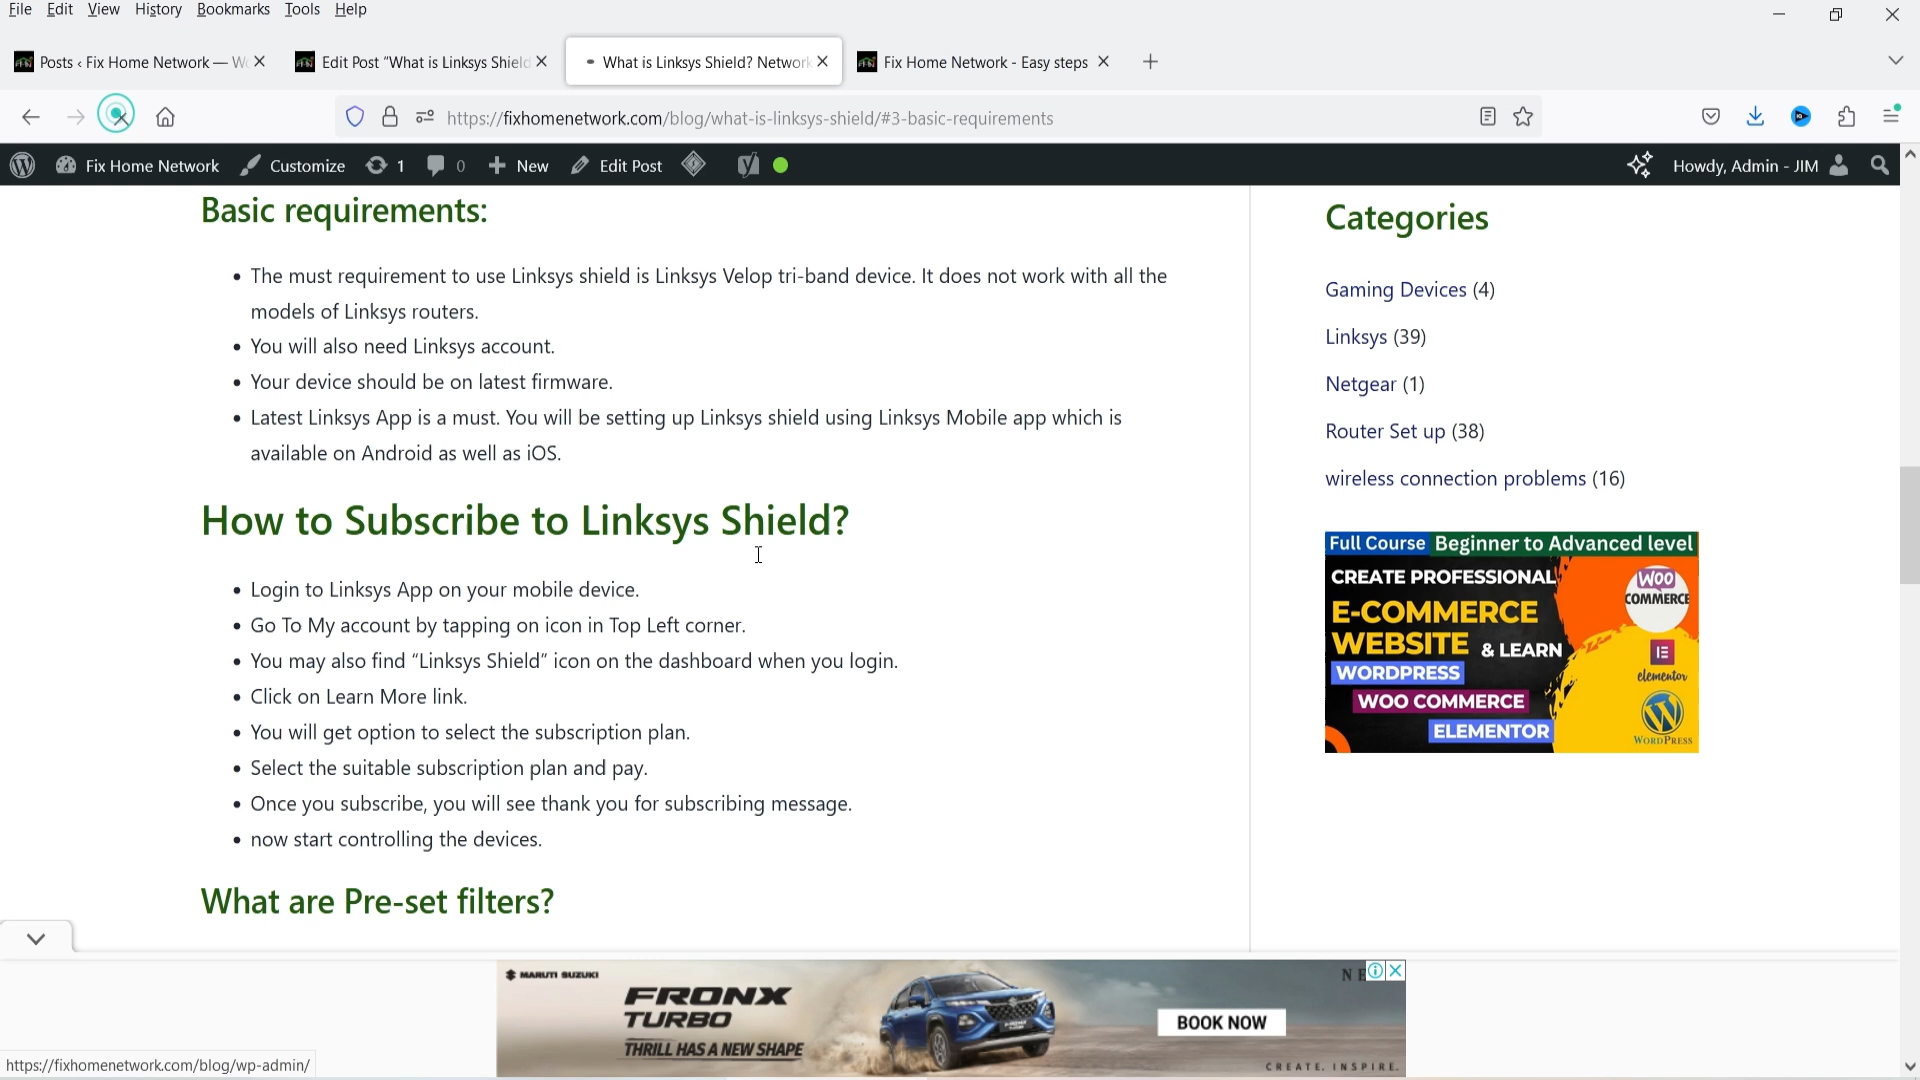 File Edit View History Bookmarks Tools Help
Posts ‹ Fix Home Network — W
Edit Post “What is Linksys Shield
What is Linksys Shield? Network
Fix Home Network - Easy steps
https://fixhomenetwork.com/blog/what-is-linksys-shield/#3-basic-requirements
Fix Home Network Customize 1 0 New Edit Post Howdy, Admin - JIM
Basic requirements:
The must requirement to use Linksys shield is Linksys Velop tri-band device. It does not work with all the
models of Linksys routers.
You will also need Linksys account.
Your device should be on latest firmware.
Latest Linksys App is a must. You will be setting up Linksys shield using Linksys Mobile app which is
available on Android as well as iOS.
How to Subscribe to Linksys Shield?
Login to Linksys App on your mobile device.
Go To My account by tapping on icon in Top Left corner.
You may also find “Linksys Shield” icon on the dashboard when you login.
Click on Learn More link.
You will get option to select the subscription plan.
Select the suitable subscription plan and pay.
Once you subscribe, you will see thank you for subscribing message.
now start controlling the devices.
What are Pre-set filters?
Categories
Gaming Devices (4)
Linksys (39)
Netgear (1)
Router Set up (38)
wireless connection problems (16)
Full Course Beginner to Advanced level
CREATE PROFESSIONAL
E-COMMERCE
WEBSITE & LEARN
WORDPRESS
WOO COMMERCE
ELEMENTOR
WOO
COMMERCE
elementor
WORDPRESS
MARUTI SUZUKI
FRONX
TURBO
THRILL HAS A NEW SHAPE
BOOK NOW
NE
CREATE. INSPIRE.
https://fixhomenetwork.com/blog/wp-admin/